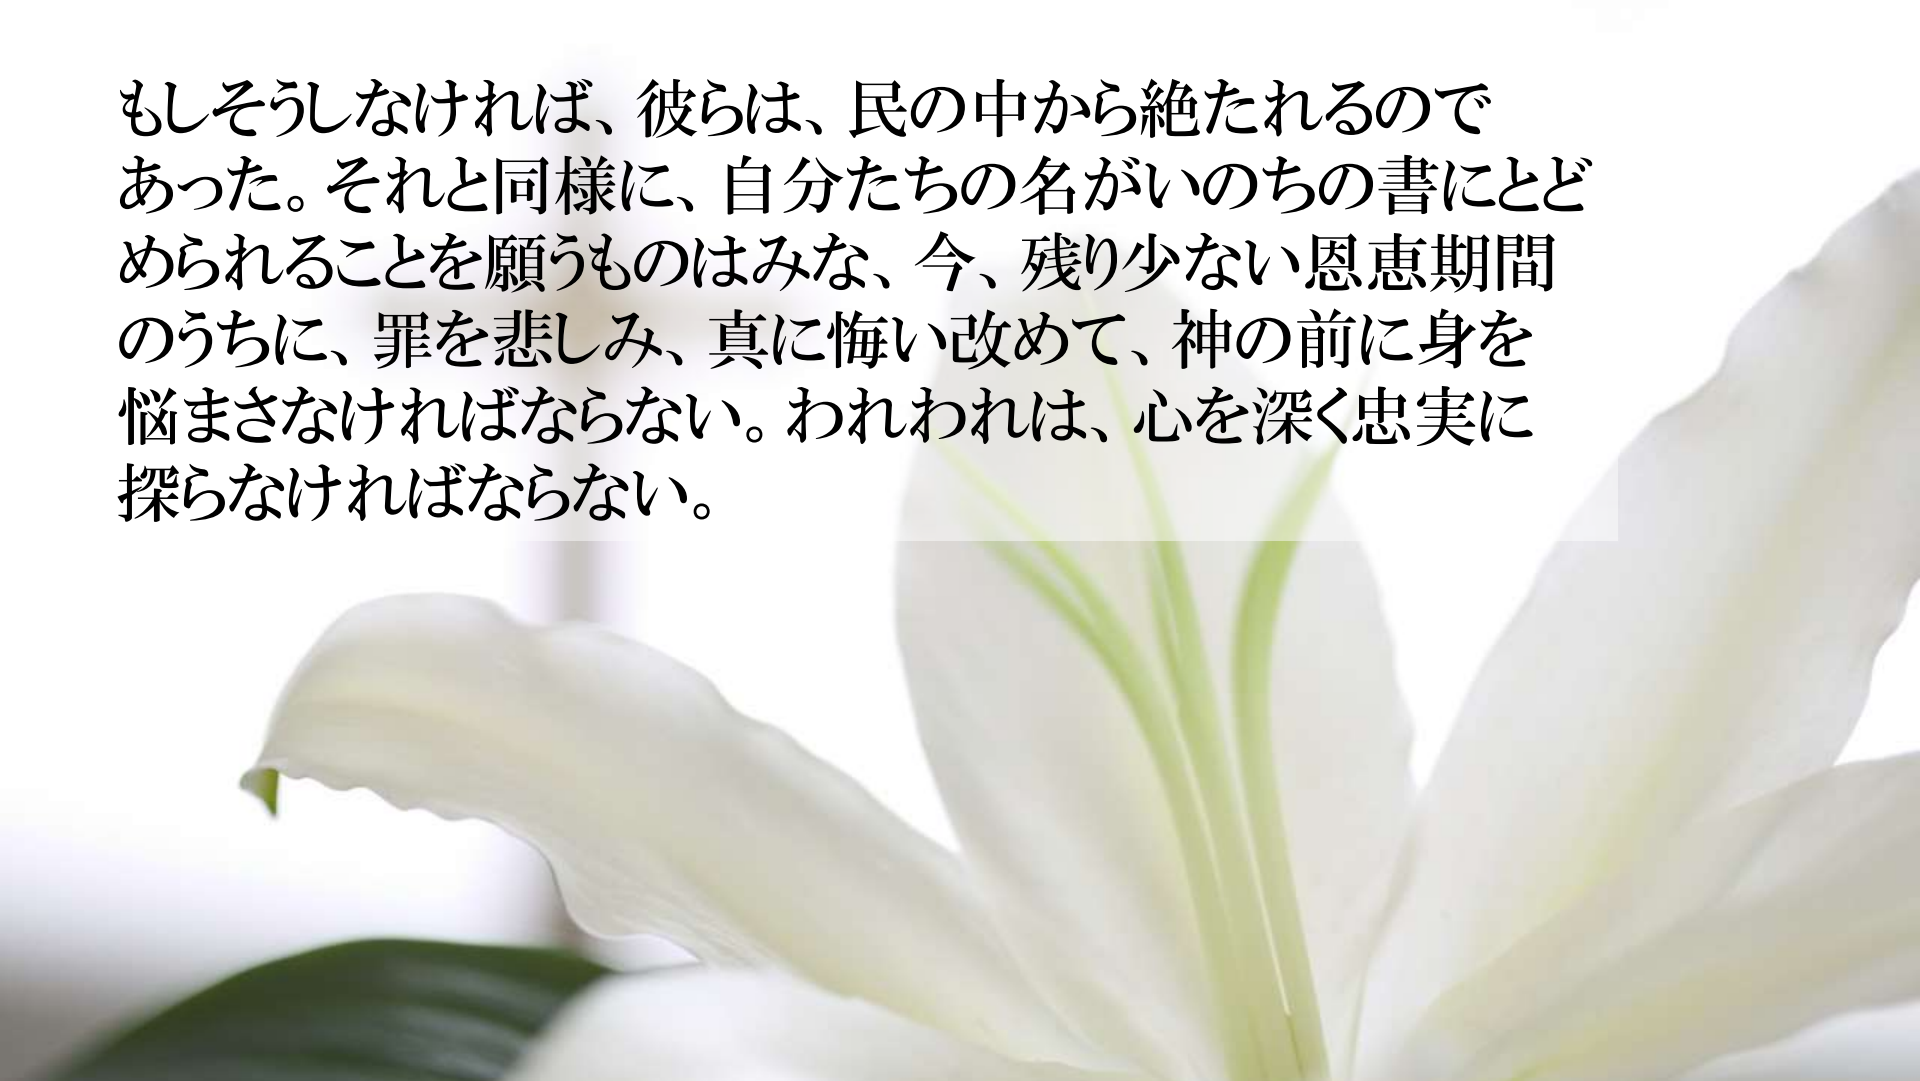 もしそうしなければ、彼らは、民の中から絶たれるので
あった。それと同様に、自分たちの名がいのちの書にとど
められることを願うものはみな、今、残り少ない恩恵期間
のうちに、罪を悲しみ、真に悔い改めて、神の前に身を
悩まさなければならない。われわれは、心を深く忠実に
探らなければならない。